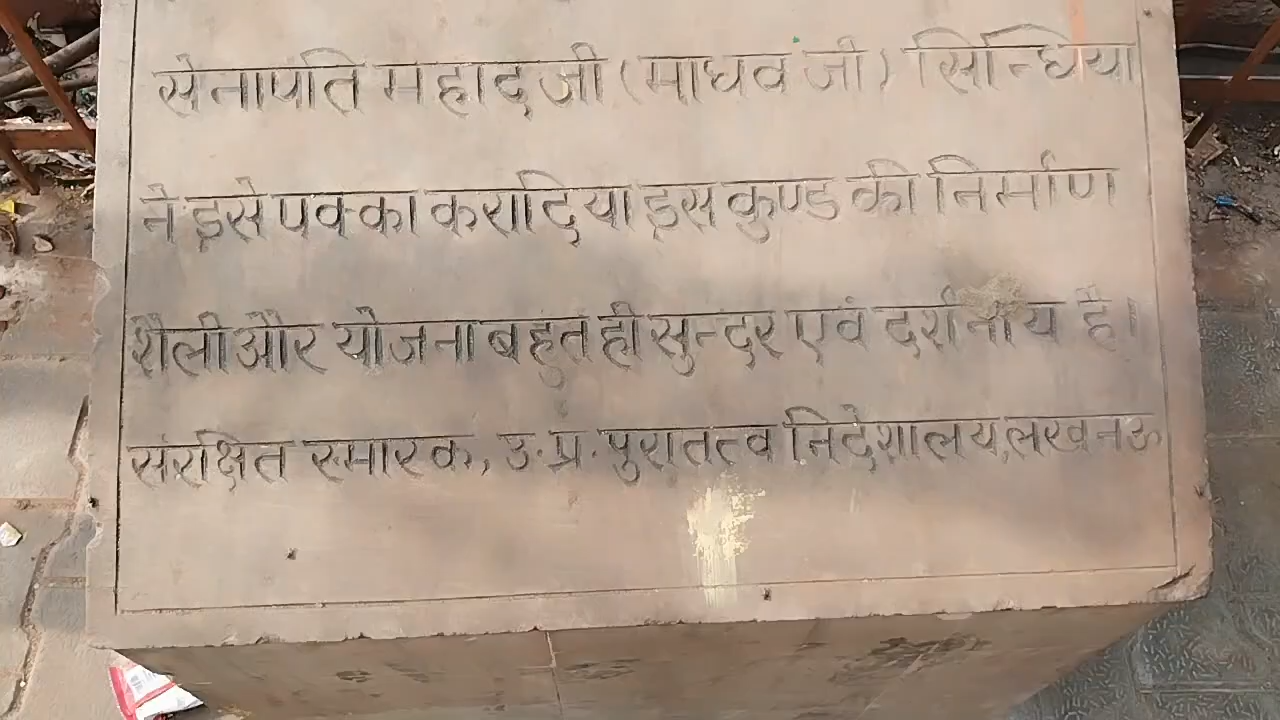 सेनापति महादजी (माधव जी) सिन्धिया
ने इसे पक्का करा दिया इस कुण्ड की निर्माण
शैली और योजना बहुत ही सुन्दर एवं दर्शनीय है।
संरक्षित स्मारक, उ.प्र. पुरातत्व निदेशालय, लखनऊ